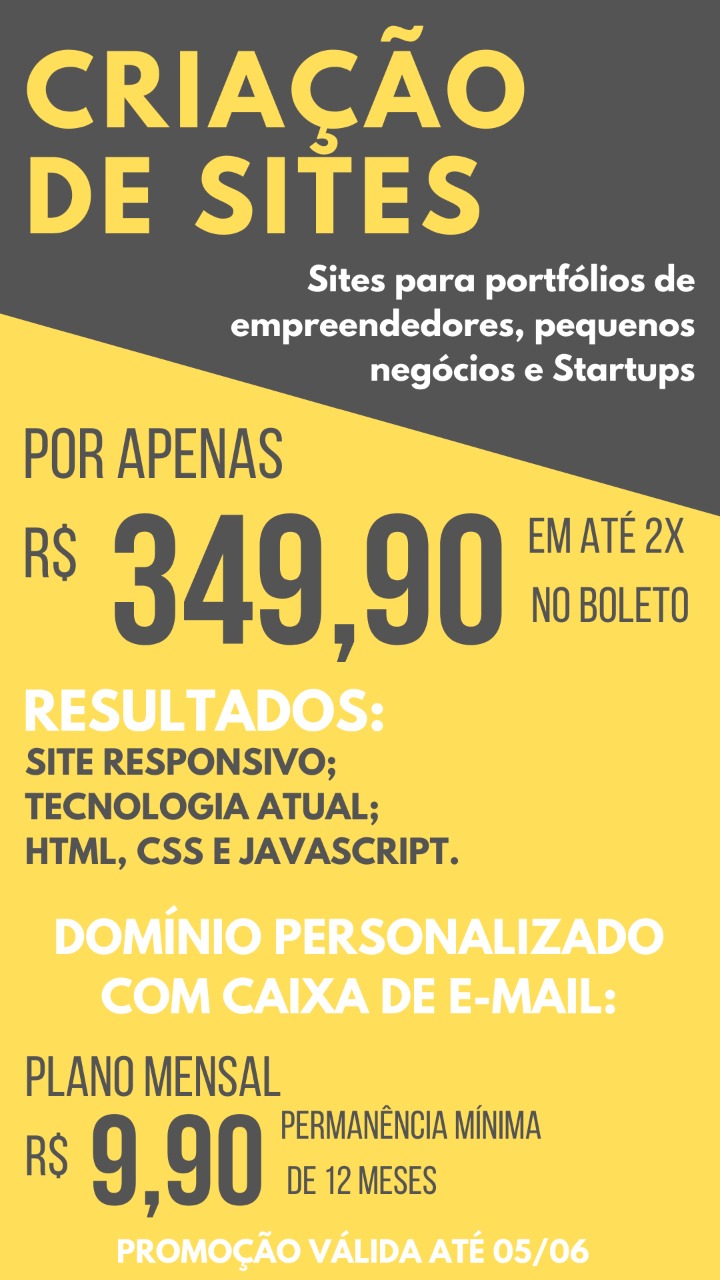 CRIAÇÃO
DE SITES
Sites para portfólios de
empreendedores, pequenos
negócios e Startups
POR APENAS
R$ 349,90 EM ATÉ 2X
NO BOLETO
RESULTADOS:
SITE RESPONSIVO;
TECNOLOGIA ATUAL;
HTML, CSS E JAVASCRIPT.
DOMÍNIO PERSONALIZADO
COM CAIXA DE E-MAIL:
PLANO MENSAL
R$ 9,90 PERMANÊNCIA MÍNIMA
DE 12 MESES
PROMOÇÃO VÁLIDA ATÉ 05/06